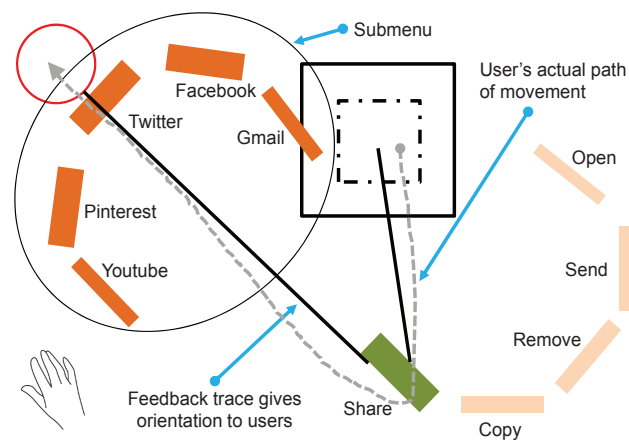 Submenu
User's actual path
of movement
Facebook
Twitter
Gmail
Open
Pinterest
Send
Youtube
Remove
Feedback trace gives
orientation to users
Share
Copy